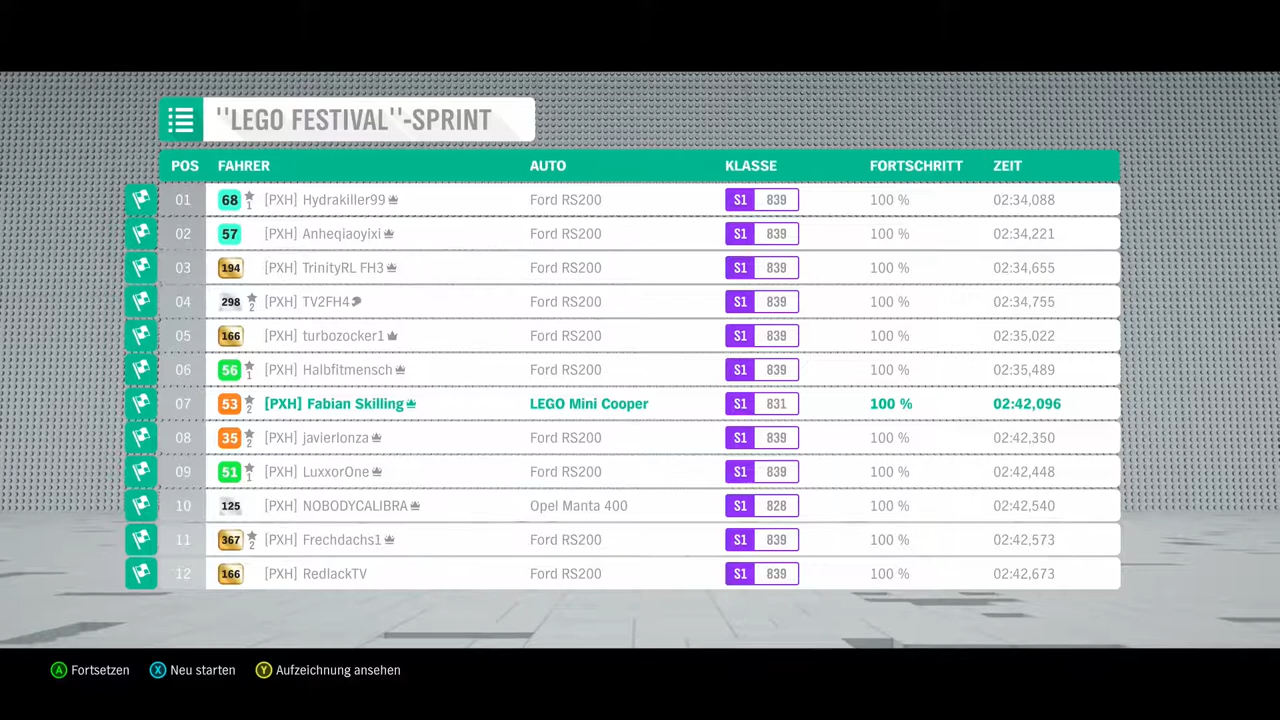 ''LEGO FESTIVAL''-SPRINT
POS FAHRER AUTO KLASSE FORTSCHRITT ZEIT
01 68 1 [PXH] Hydrakiller99 Ford RS200 S1 839 100 % 02:34,088
02 57 [PXH] Anheqiaoyixi Ford RS200 S1 839 100 % 02:34,221
03 194 [PXH] TrinityRL FH3 Ford RS200 S1 839 100 % 02:34,655
04 298 2 [PXH] TV2FH4 Ford RS200 S1 839 100 % 02:34,755
05 166 [PXH] turbozocker1 Ford RS200 S1 839 100 % 02:35,022
06 56 1 [PXH] Halbfitmensch Ford RS200 S1 839 100 % 02:35,489
07 53 2 [PXH] Fabian Skilling LEGO Mini Cooper S1 831 100 % 02:42,096
08 35 2 [PXH] javierlonza Ford RS200 S1 839 100 % 02:42,350
09 51 1 [PXH] LuxxorOne Ford RS200 S1 839 100 % 02:42,448
10 125 [PXH] NOBODYCALIBRA Opel Manta 400 S1 828 100 % 02:42,540
11 367 2 [PXH] Frechdachs1 Ford RS200 S1 839 100 % 02:42,573
12 166 [PXH] RedlackTV Ford RS200 S1 839 100 % 02:42,673
A Fortsetzen X Neu starten Y Aufzeichnung ansehen